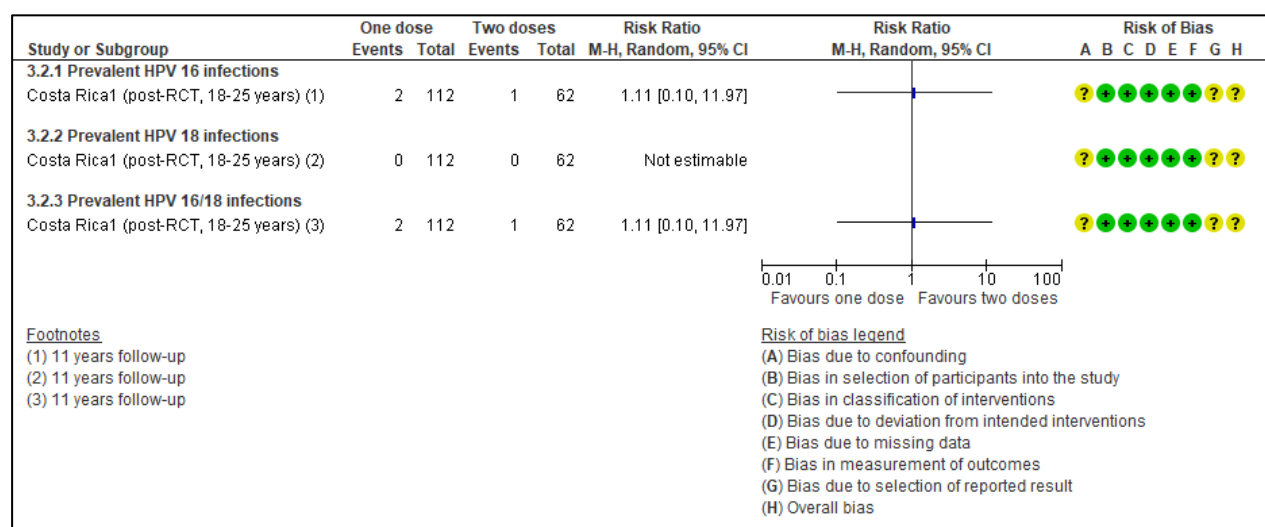 One dose Two doses Risk Ratio Risk Ratio Risk of Bias
Study or Subgroup Events Total Events Total M-H, Random, 95% CI M-H, Random, 95% CI A B C D E F G H
3.2.1 Prevalent HPV 16 infections
Costa Rica1 (post-RCT, 18-25 years) (1) 2 112 1 62 1.11 [0.10, 11.97] ? + + + + + ? ?
3.2.2 Prevalent HPV 18 infections
Costa Rica1 (post-RCT, 18-25 years) (2) 0 112 0 62 Not estimable ? + + + + + ? ?
3.2.3 Prevalent HPV 16/18 infections
Costa Rica1 (post-RCT, 18-25 years) (3) 2 112 1 62 1.11 [0.10, 11.97] ? + + + + + ? ?
0.01 0.1 1 10 100
Favours one dose Favours two doses
Footnotes
(1) 11 years follow-up
(2) 11 years follow-up
(3) 11 years follow-up
Risk of bias legend
(A) Bias due to confounding
(B) Bias in selection of participants into the study
(C) Bias in classification of interventions
(D) Bias due to deviation from intended interventions
(E) Bias due to missing data
(F) Bias in measurement of outcomes
(G) Bias due to selection of reported result
(H) Overall bias